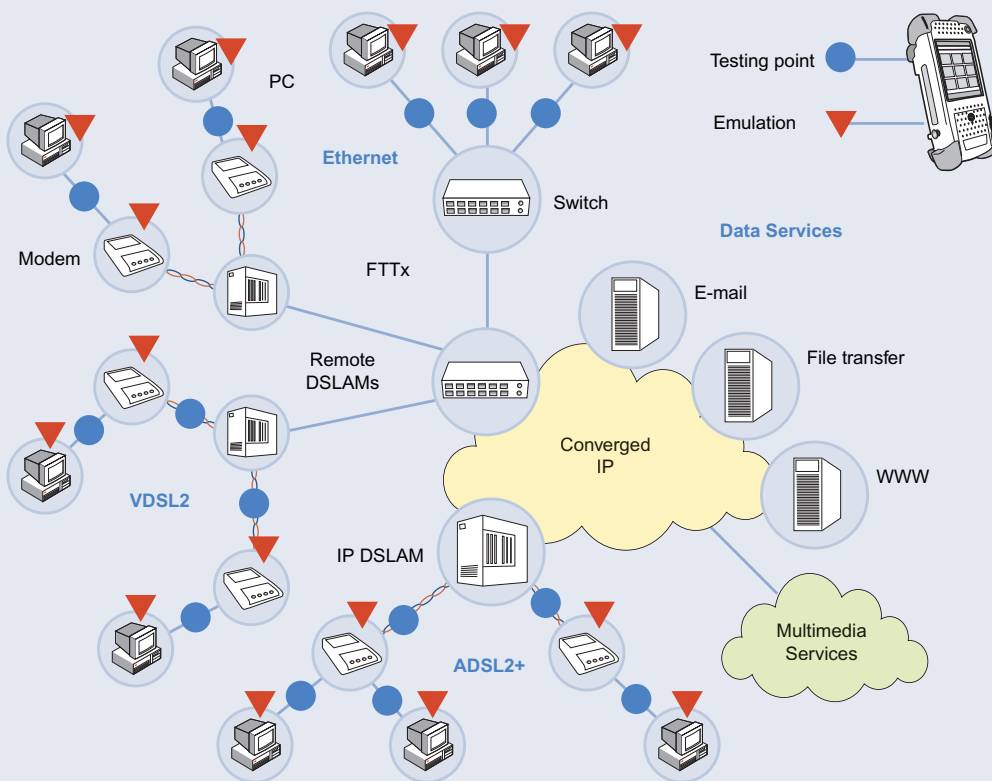 PC
Testing point
Emulation
Ethernet
Switch
Data Services
Modem
FTTx
E-mail
File transfer
Remote
DSLAMs
Converged
IP
WWW
VDSL2
IP DSLAM
Multimedia
Services
ADSL2+